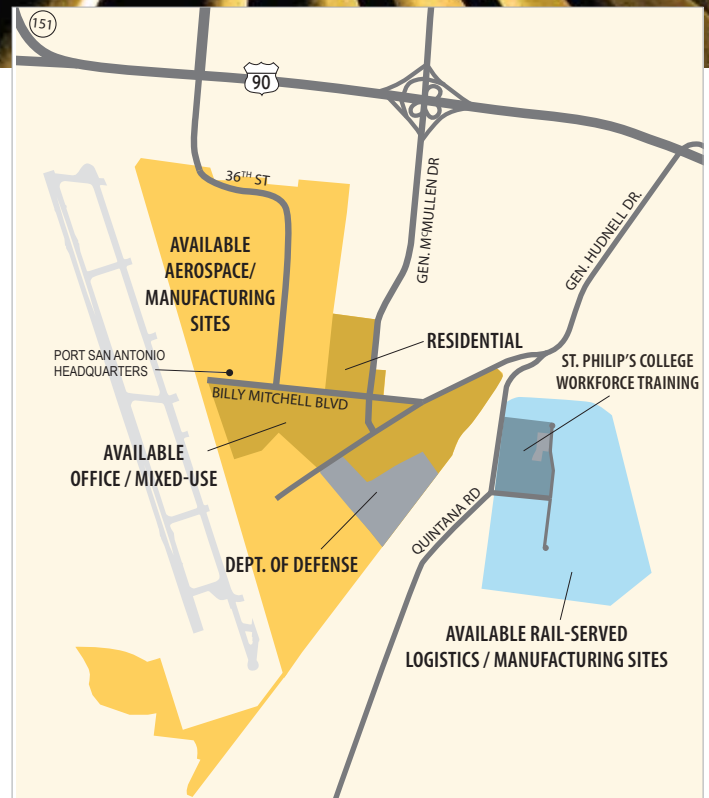 151
90
36TH ST
GEN. McMULLEN DR
GEN. HUDNELL DR.
AVAILABLE
AEROSPACE/
MANUFACTURING
SITES
RESIDENTIAL
PORT SAN ANTONIO
HEADQUARTERS
ST. PHILIP'S COLLEGE
WORKFORCE TRAINING
BILLY MITCHELL BLVD
AVAILABLE
OFFICE / MIXED-USE
QUINTANA RD
DEPT. OF DEFENSE
AVAILABLE RAIL-SERVED
LOGISTICS / MANUFACTURING SITES